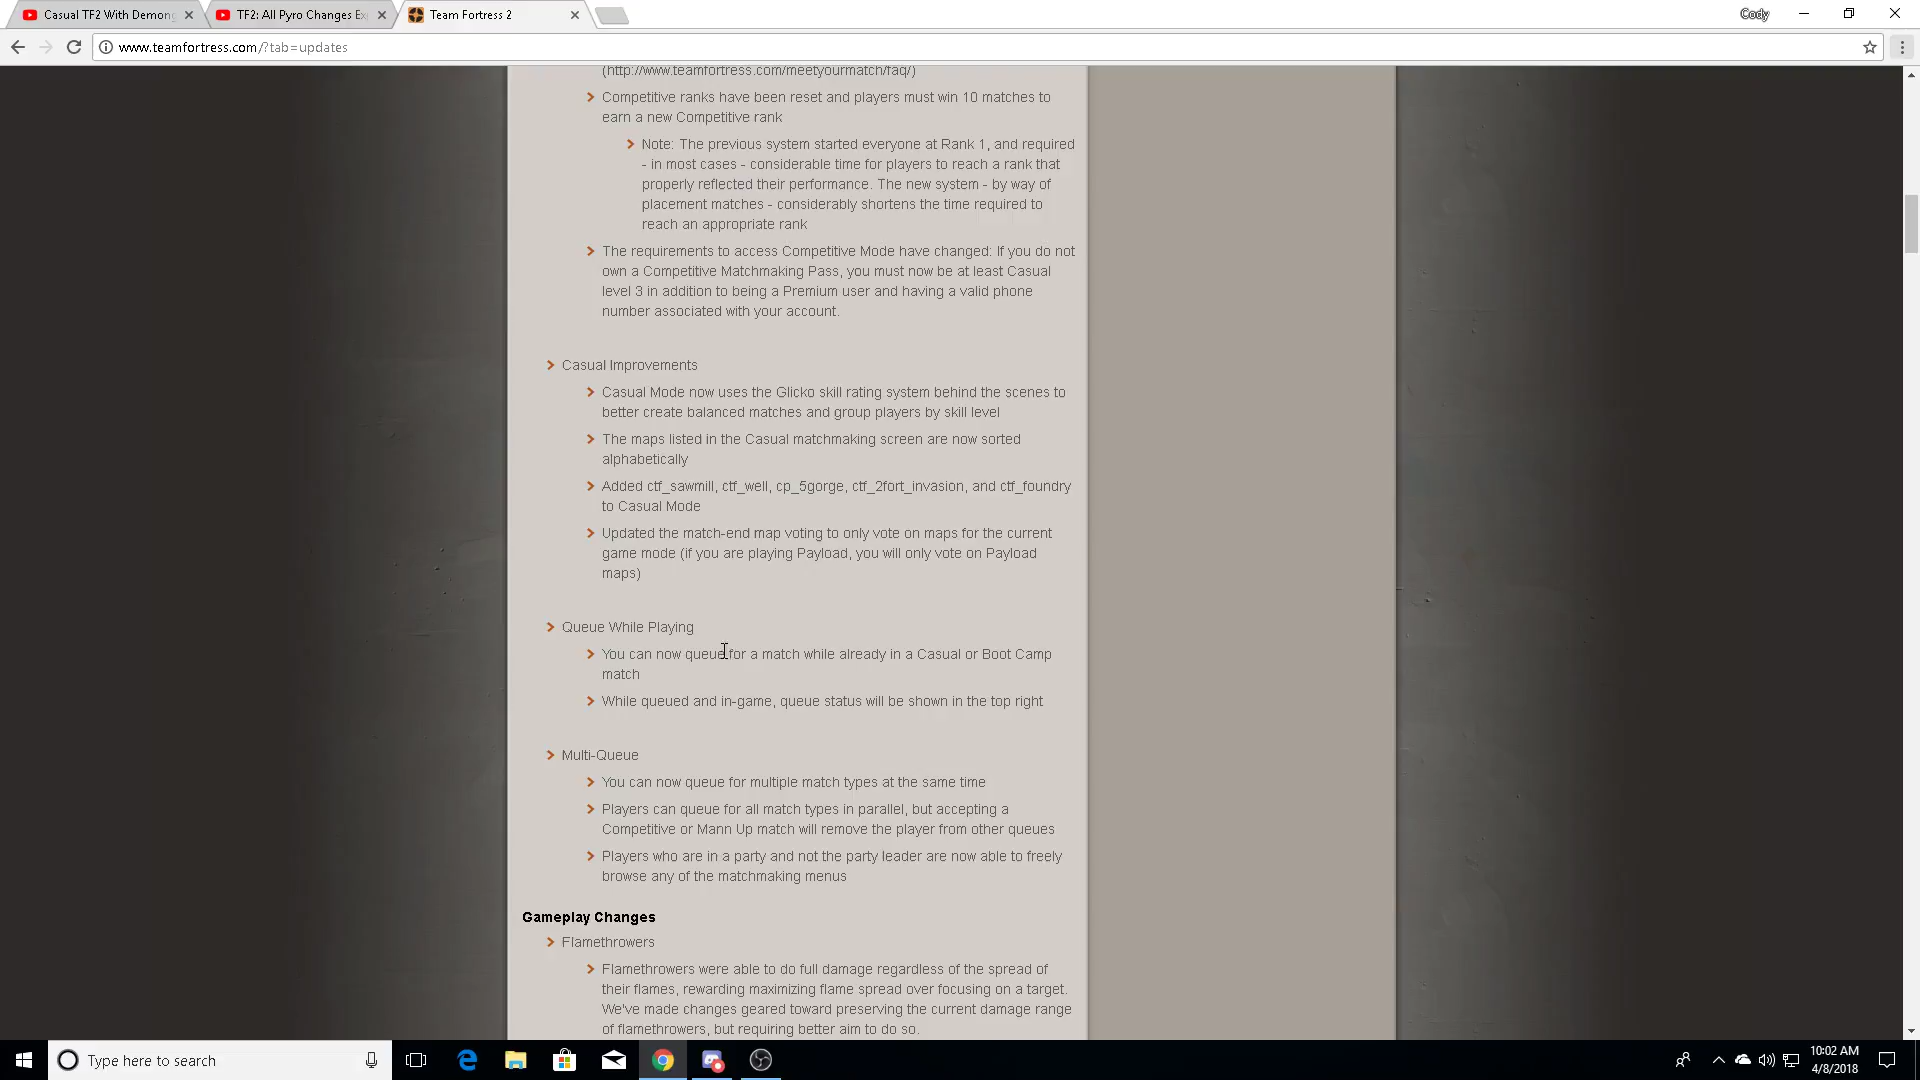 Casual TF2 With Demon
TF2: All Pyro Changes Ex
Team Fortress 2
Cody
www.teamfortress.com/?tab=updates
(http://www.teamfortress.com/meetyourmatch/faq/)
Competitive ranks have been reset and players must win 10 matches to
earn a new Competitive rank
Note: The previous system started everyone at Rank 1, and required
- in most cases - considerable time for players to reach a rank that
properly reflected their performance. The new system - by way of
placement matches - considerably shortens the time required to
reach an appropriate rank
The requirements to access Competitive Mode have changed: If you do not
own a Competitive Matchmaking Pass, you must now be at least Casual
level 3 in addition to being a Premium user and having a valid phone
number associated with your account.
Casual Improvements
Casual Mode now uses the Glicko skill rating system behind the scenes to
better create balanced matches and group players by skill level
The maps listed in the Casual matchmaking screen are now sorted
alphabetically
Added ctf_sawmill, ctf_well, cp_5gorge, ctf_2fort_invasion, and ctf_foundry
to Casual Mode
Updated the match-end map voting to only vote on maps for the current
game mode (if you are playing Payload, you will only vote on Payload
maps)
Queue While Playing
You can now queue for a match while already in a Casual or Boot Camp
match
While queued and in-game, queue status will be shown in the top right
Multi-Queue
You can now queue for multiple match types at the same time
Players can queue for all match types in parallel, but accepting a
Competitive or Mann Up match will remove the player from other queues
Players who are in a party and not the party leader are now able to freely
browse any of the matchmaking menus
Gameplay Changes
Flamethrowers
Flamethrowers were able to do full damage regardless of the spread of
their flames, rewarding maximizing flame spread over focusing on a target.
We've made changes geared toward preserving the current damage range
of flamethrowers, but requiring better aim to do so.
Type here to search
10:02 AM
4/8/2018